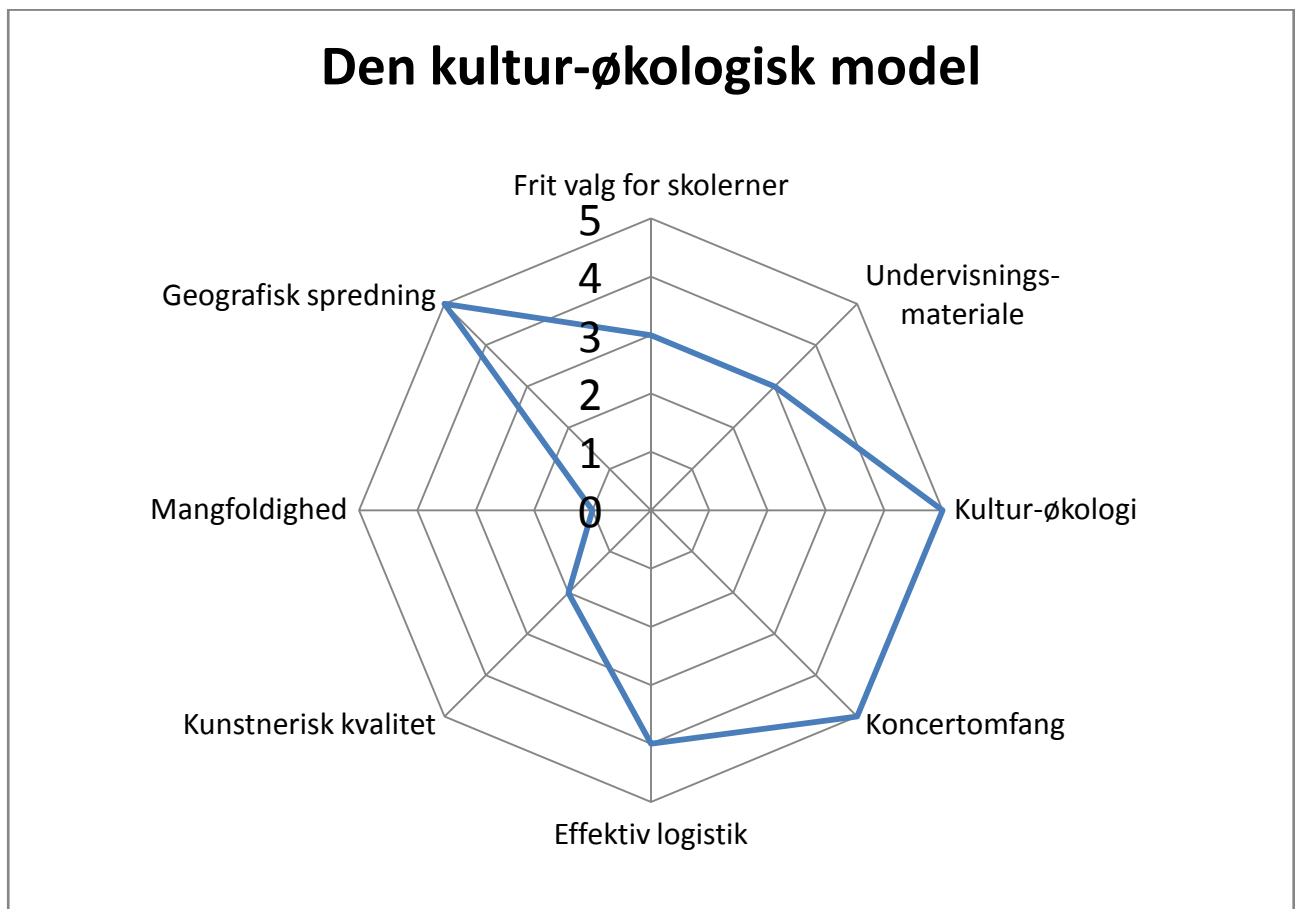 Den kultur-økologisk model
Frit valg for skolerner
5
4
3
2
1
0
Undervisnings-
materiale
Kultur-økologi
Koncertomfang
Effektiv logistik
Kunstnerisk kvalitet
Mangfoldighed
Geografisk spredning